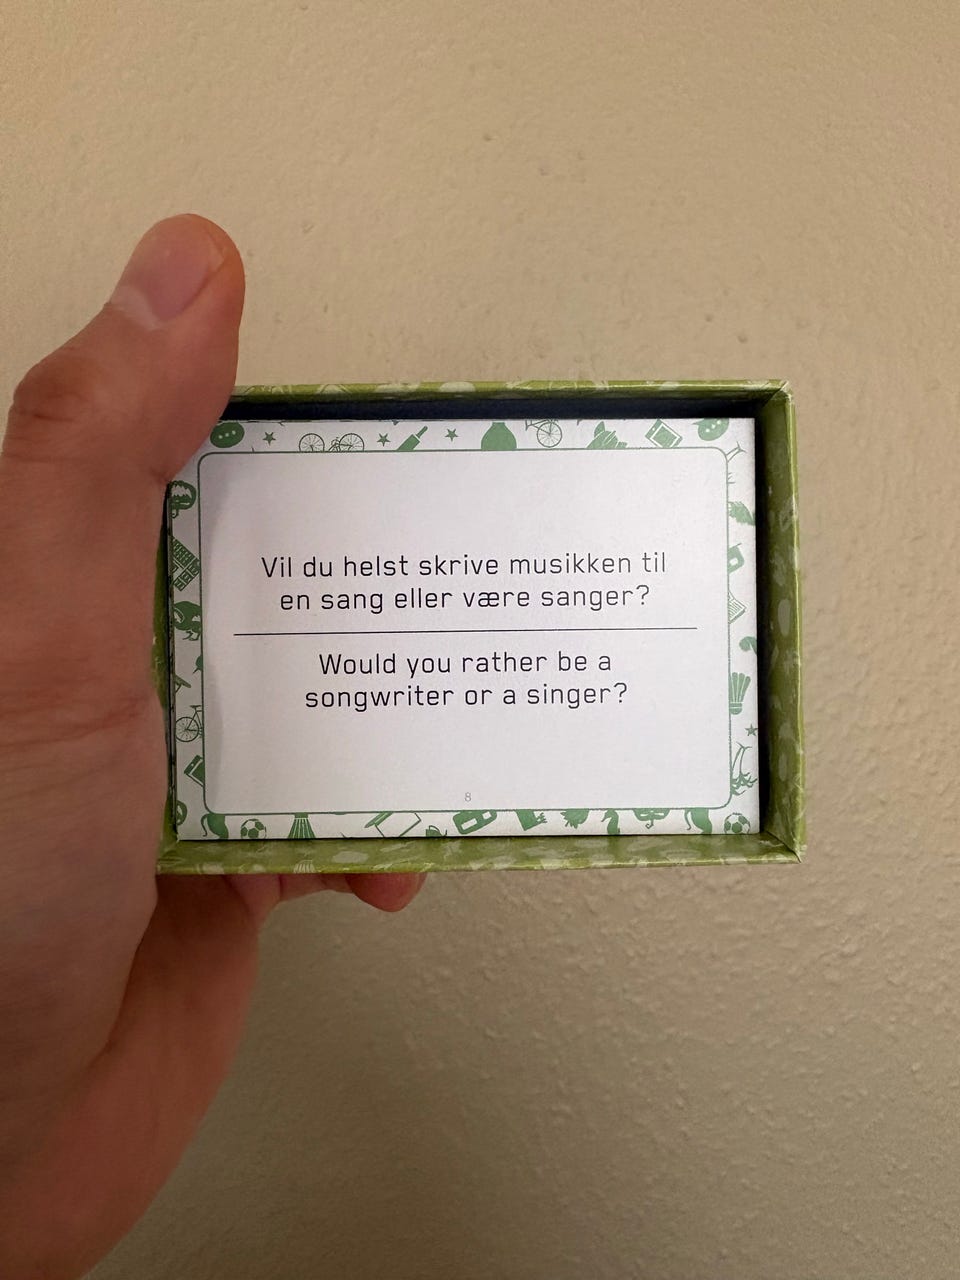 Vil du helst skrive musikken til
en sang eller være sanger?
Would you rather be a
songwriter or a singer?
8